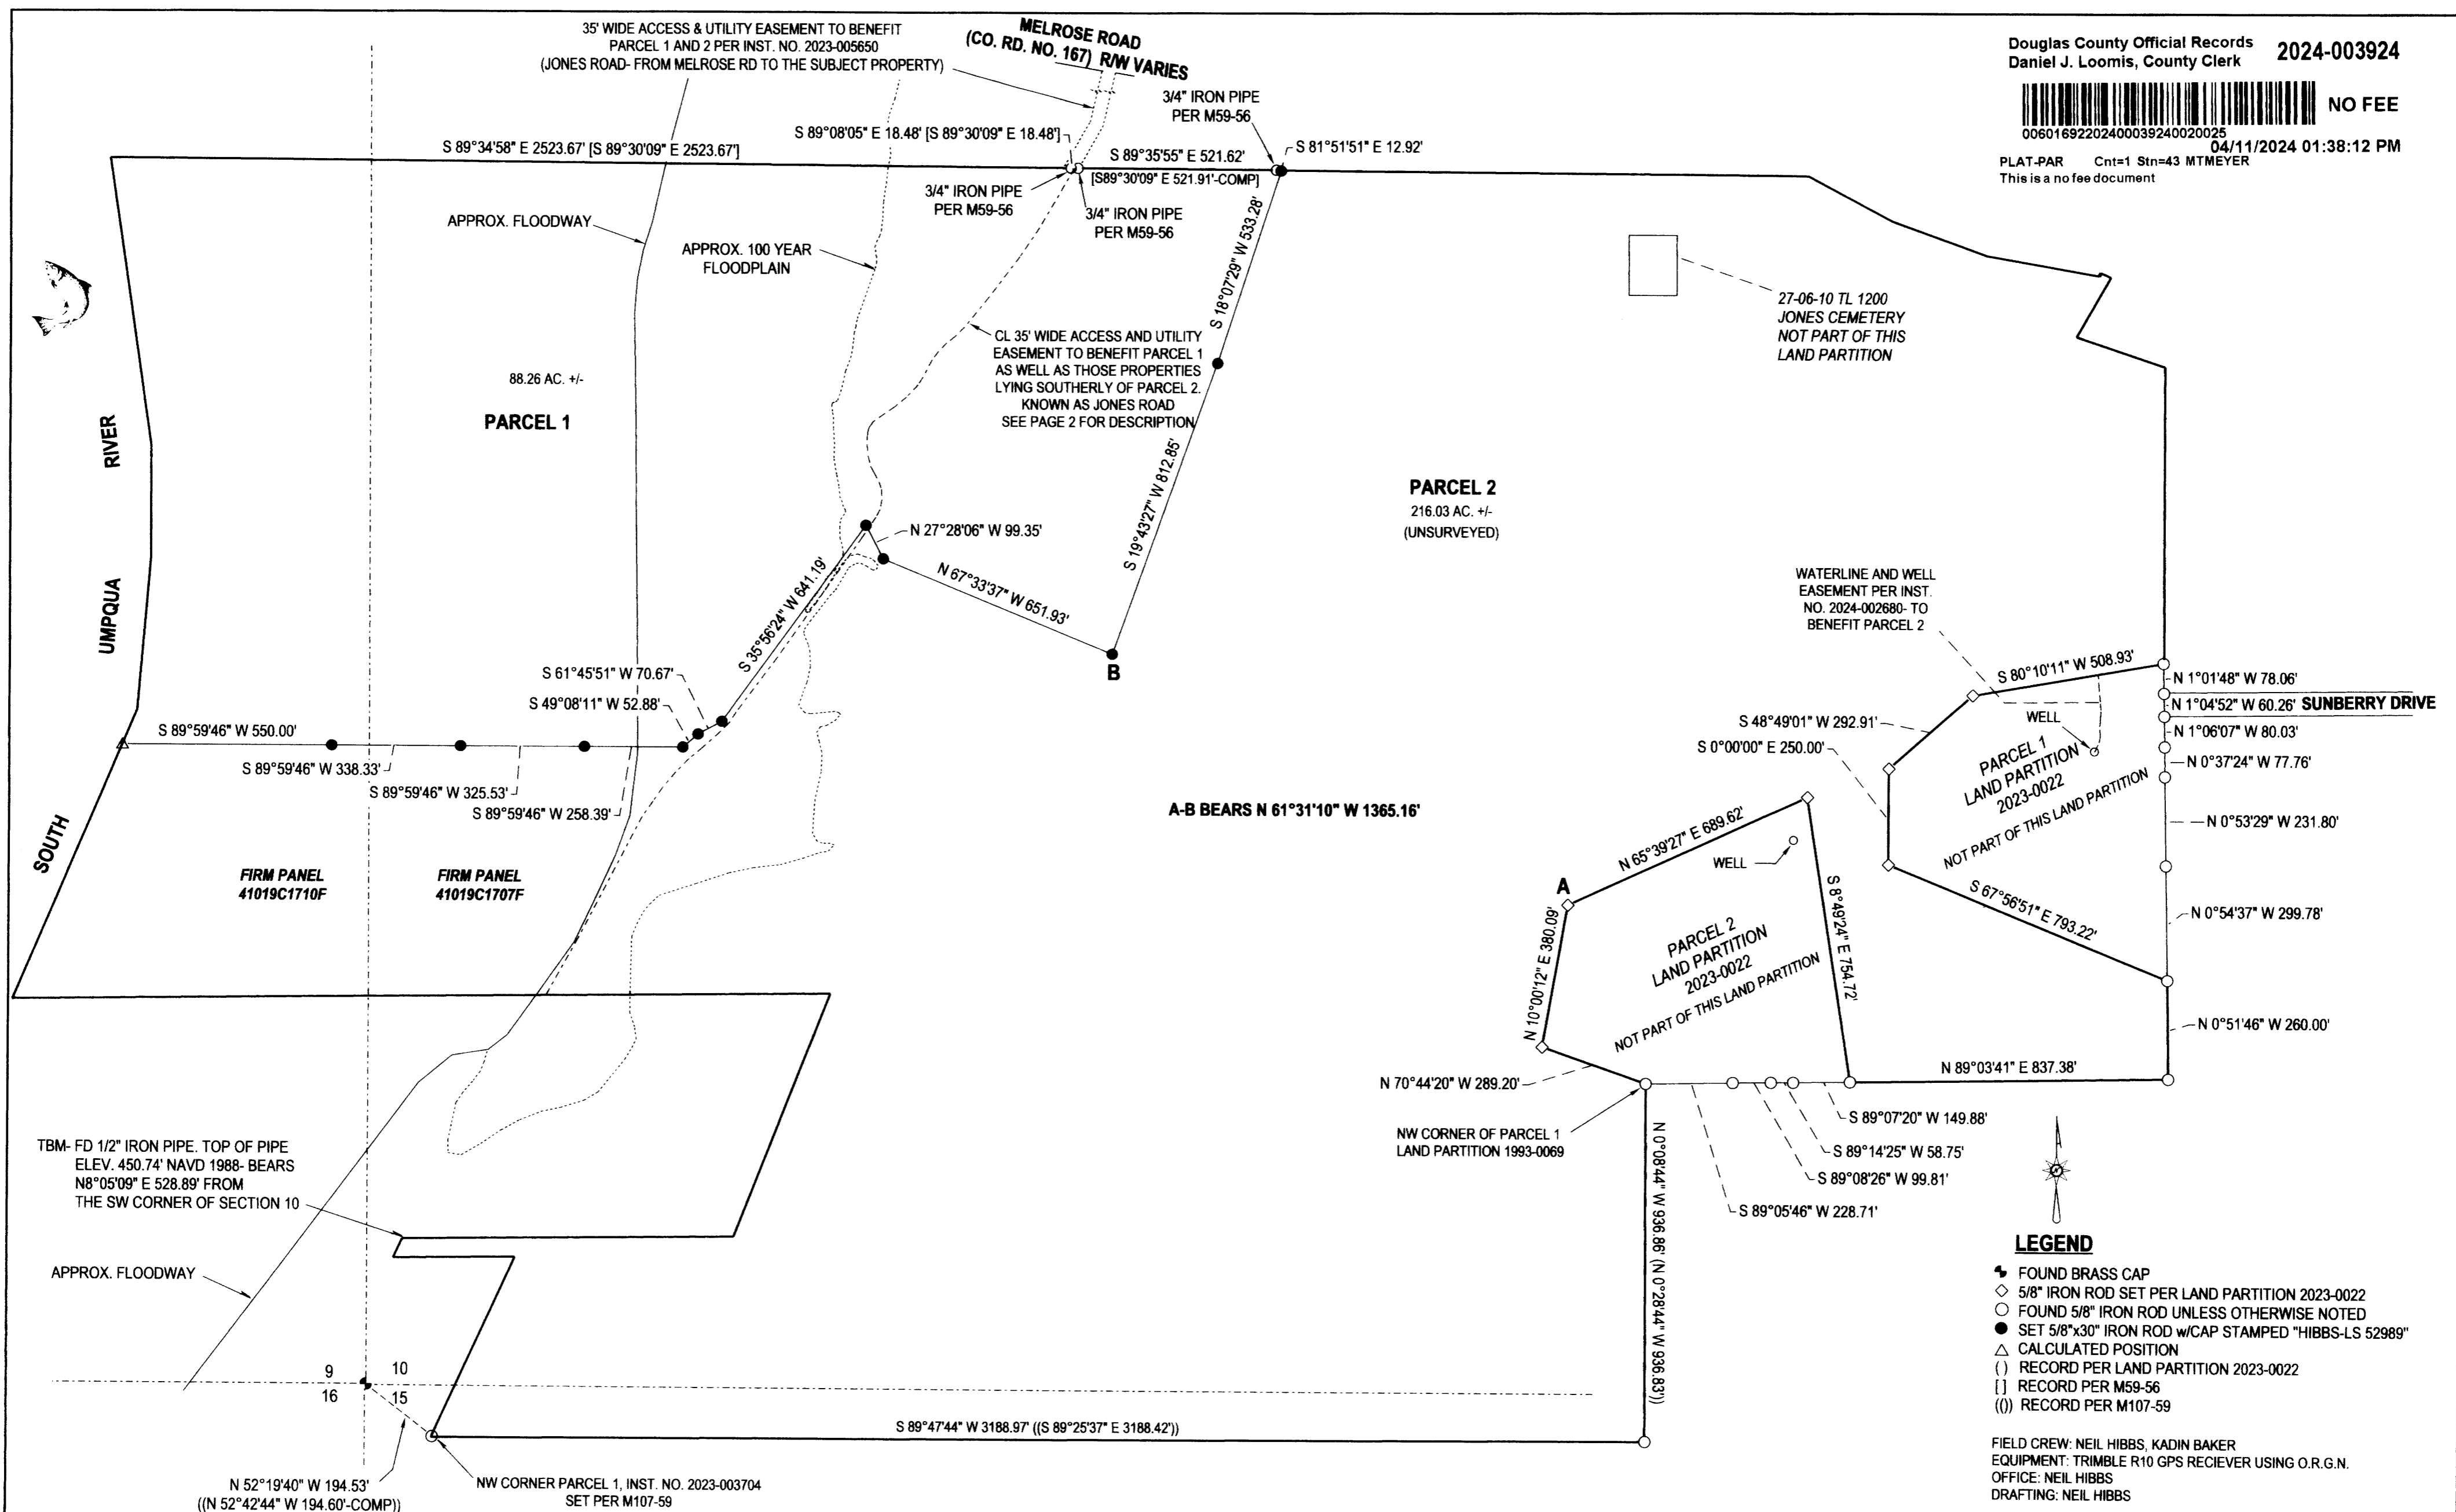 35' WIDE ACCESS & UTILITY EASEMENT TO BENEFIT
PARCEL 1 AND 2 PER INST. NO. 2023-005650
(JONES ROAD- FROM MELROSE RD TO THE SUBJECT PROPERTY)
MELROSE ROAD
(CO. RD. NO. 167) R/W VARIES
Douglas County Official Records
Daniel J. Loomis, County Clerk
2024-003924
NO FEE
00601692202400039240020025
04/11/2024 01:38:12 PM
PLAT-PAR Cnt=1 Stn=43 MTMEYER
This is a no fee document
3/4" IRON PIPE
PER M59-56
S 89°08'05" E 18.48' [S 89°30'09" E 18.48']
S 89°34'58" E 2523.67' [S 89°30'09" E 2523.67']
S 89°35'55" E 521.62'
[S89°30'09" E 521.91'-COMP]
S 81°51'51" E 12.92'
3/4" IRON PIPE
PER M59-56
3/4" IRON PIPE
PER M59-56
APPROX. FLOODWAY
APPROX. 100 YEAR
FLOODPLAIN
S 18°07'29" W 533.28'
27-06-10 TL 1200
JONES CEMETERY
NOT PART OF THIS
LAND PARTITION
CL 35' WIDE ACCESS AND UTILITY
EASEMENT TO BENEFIT PARCEL 1
AS WELL AS THOSE PROPERTIES
LYING SOUTHERLY OF PARCEL 2.
KNOWN AS JONES ROAD
SEE PAGE 2 FOR DESCRIPTION
88.26 AC. +/-
PARCEL 1
SOUTH UMPQUA RIVER
S 19°43'27" W 812.85'
PARCEL 2
216.03 AC. +/-
(UNSURVEYED)
N 27°28'06" W 99.35'
N 67°33'37" W 651.93'
B
S 35°56'24" W 641.19'
S 61°45'51" W 70.67'
S 49°08'11" W 52.88'
S 89°59'46" W 550.00'
S 89°59'46" W 338.33'
S 89°59'46" W 325.53'
S 89°59'46" W 258.39'
WATERLINE AND WELL
EASEMENT PER INST.
NO. 2024-002680- TO
BENEFIT PARCEL 2
S 80°10'11" W 508.93'
N 1°01'48" W 78.06'
N 1°04'52" W 60.26'
SUNBERRY DRIVE
N 1°06'07" W 80.03'
N 0°37'24" W 77.76'
N 0°53'29" W 231.80'
N 0°54'37" W 299.78'
N 0°51'46" W 260.00'
S 48°49'01" W 292.91'
S 0°00'00" E 250.00'
WELL
PARCEL 1
LAND PARTITION
2023-0022
NOT PART OF THIS LAND PARTITION
S 67°56'51" E 793.22'
A-B BEARS N 61°31'10" W 1365.16'
N 65°39'27" E 689.62'
WELL
A
S 8°49'24" E 754.72'
N 10°00'12" E 380.09'
PARCEL 2
LAND PARTITION
2023-0022
NOT PART OF THIS LAND PARTITION
N 70°44'20" W 289.20'
N 89°03'41" E 837.38'
FIRM PANEL
41019C1710F
FIRM PANEL
41019C1707F
NW CORNER OF PARCEL 1
LAND PARTITION 1993-0069
S 89°07'20" W 149.88'
S 89°14'25" W 58.75'
S 89°08'26" W 99.81'
S 89°05'46" W 228.71'
N 0°08'44" W 936.86' (N 0°28'44" W 936.83'))
TBM- FD 1/2" IRON PIPE. TOP OF PIPE
ELEV. 450.74' NAVD 1988- BEARS
N8°05'09" E 528.89' FROM
THE SW CORNER OF SECTION 10
APPROX. FLOODWAY
9 10
16 15
S 89°47'44" W 3188.97' ((S 89°25'37" E 3188.42'))
N 52°19'40" W 194.53'
((N 52°42'44" W 194.60'-COMP))
NW CORNER PARCEL 1, INST. NO. 2023-003704
SET PER M107-59
LEGEND
FOUND BRASS CAP
5/8" IRON ROD SET PER LAND PARTITION 2023-0022
FOUND 5/8" IRON ROD UNLESS OTHERWISE NOTED
SET 5/8"x30" IRON ROD w/CAP STAMPED "HIBBS-LS 52989"
CALCULATED POSITION
( ) RECORD PER LAND PARTITION 2023-0022
[ ] RECORD PER M59-56
(()) RECORD PER M107-59
FIELD CREW: NEIL HIBBS, KADIN BAKER
EQUIPMENT: TRIMBLE R10 GPS RECIEVER USING O.R.G.N.
OFFICE: NEIL HIBBS
DRAFTING: NEIL HIBBS